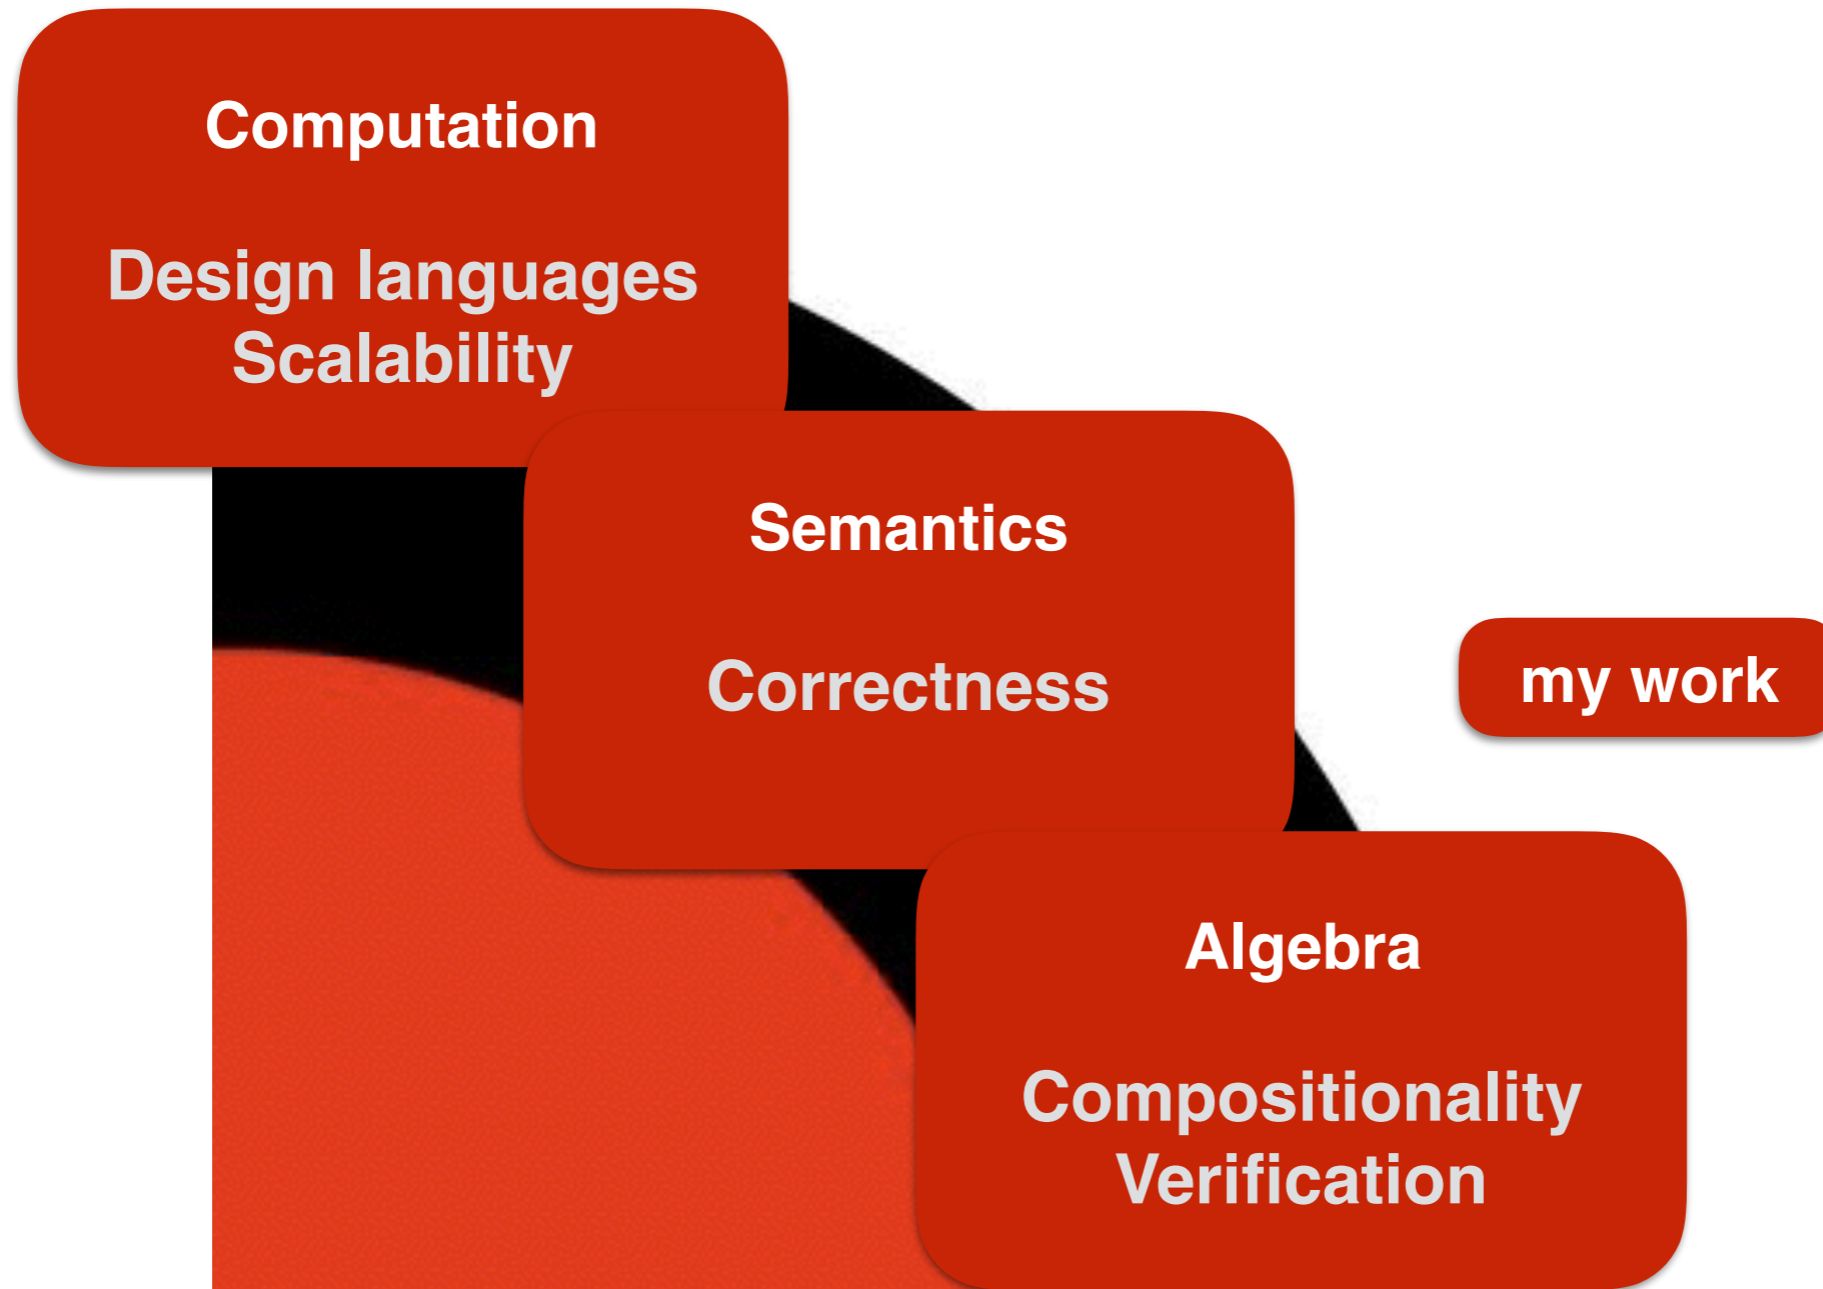 Computation
Design languages
Scalability
Semantics
Correctness
my work
Algebra
Compositionality
Verification